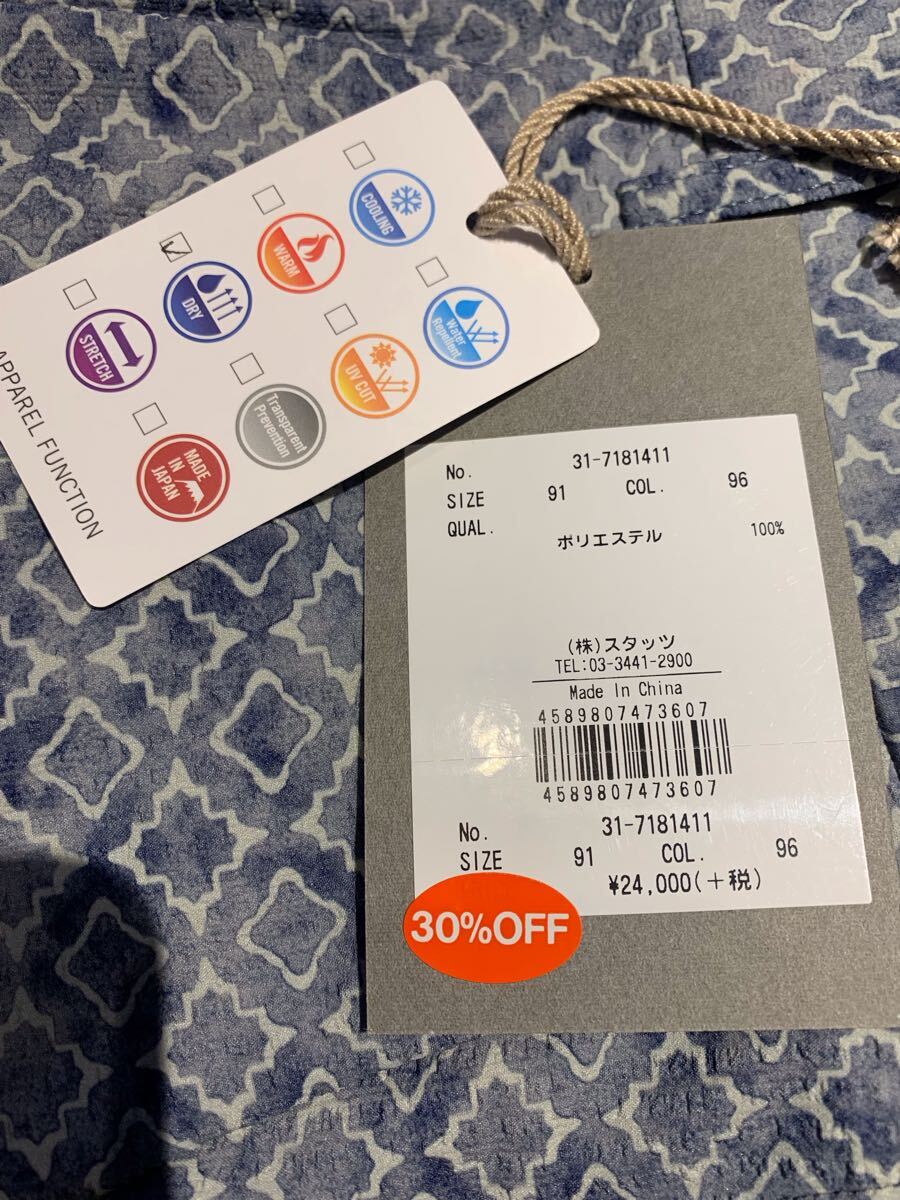 COOLING
WARM
DRY
STRETCH
Water
Repellent
UV CUT
Transparent
Prevention
MADE
IN
JAPAN
APPAREL FUNCTION
No. 31-7181411
SIZE 91 COL. 96
QUAL. ポリエステル 100%
(株)スタッツ
TEL:03-3441-2900
Made In China
4589807473607
4589807473607
No. 31-7181411
SIZE 91 COL. 96
¥24,000(+税)
30%OFF